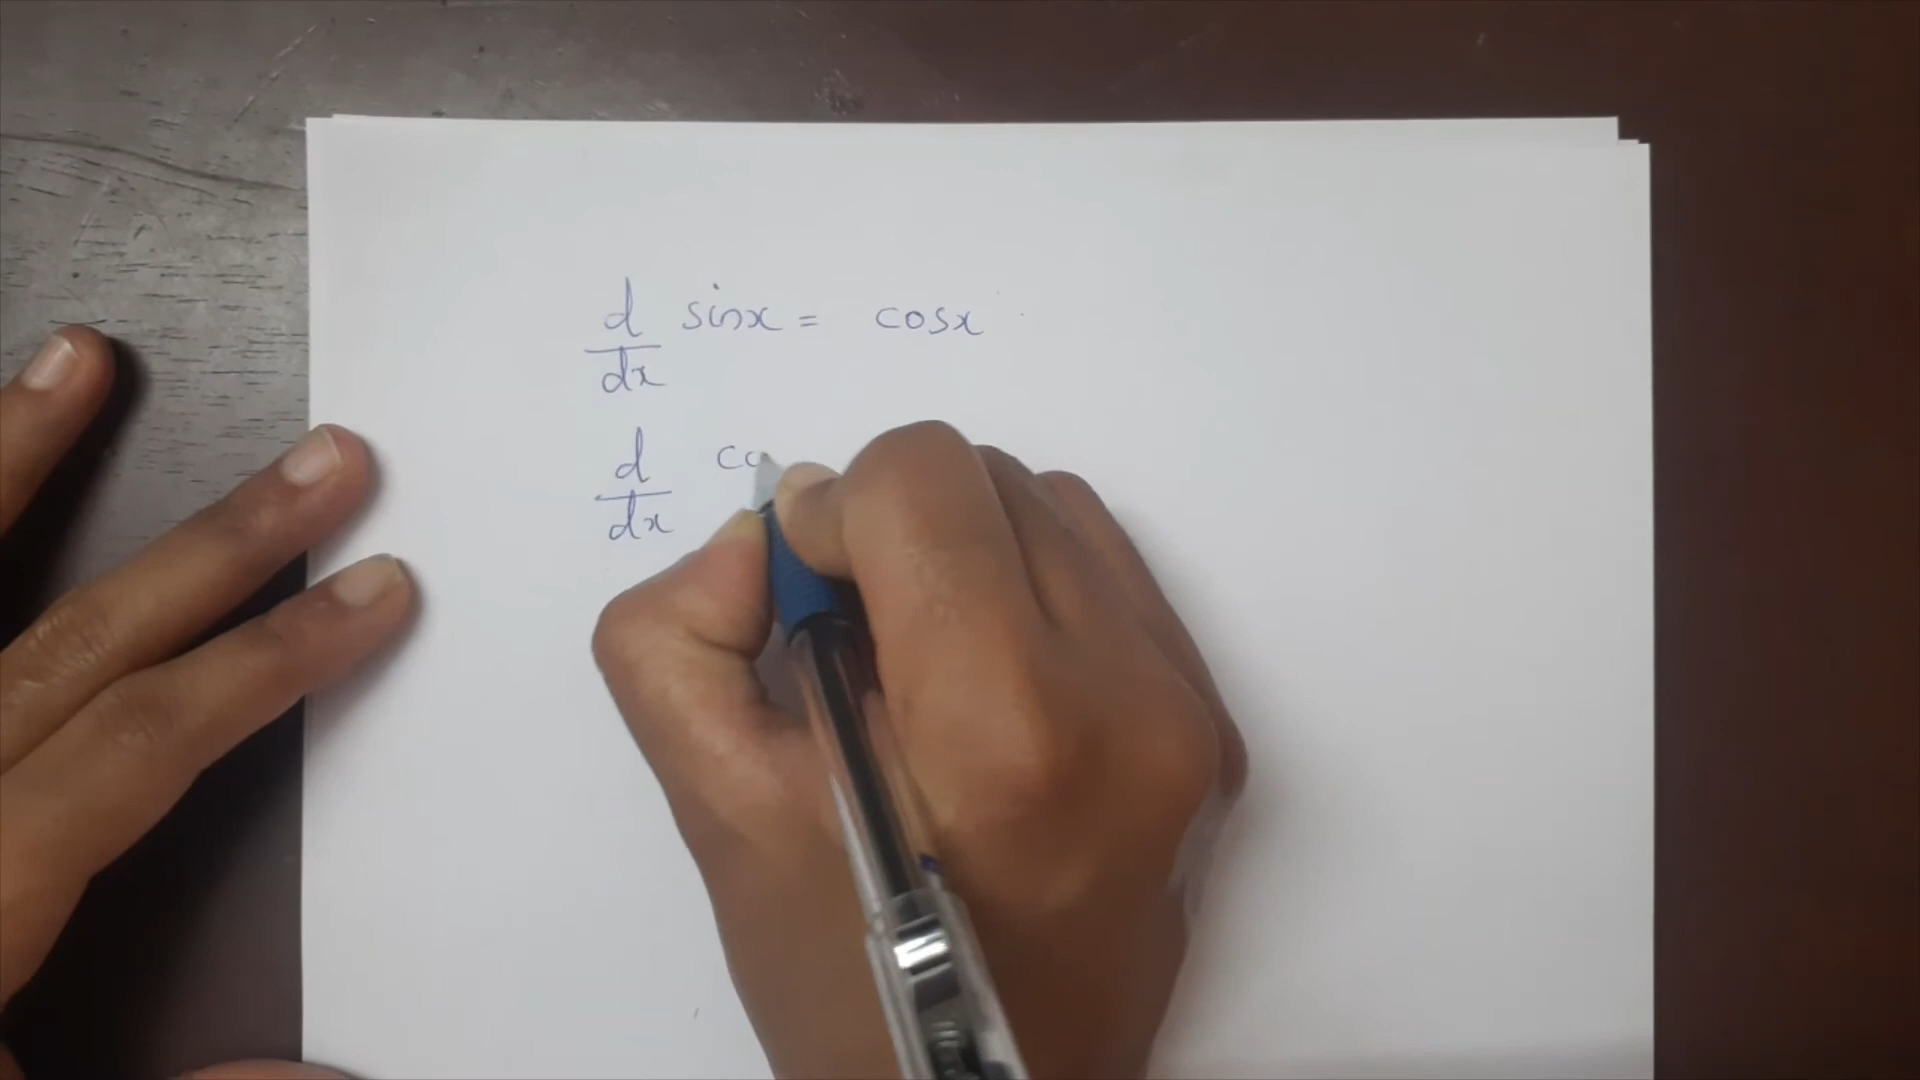 d/dx sinx = cosx
d/dx co